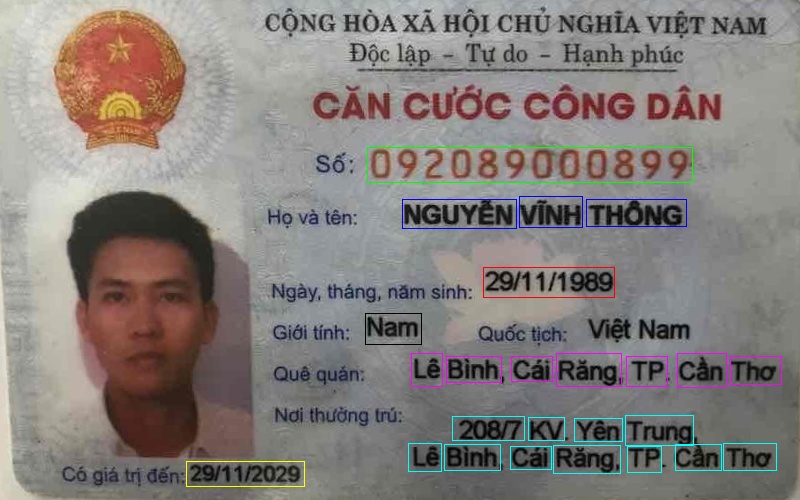 CỘNG HÒA XÃ HỘI CHỦ NGHĨA VIỆT NAM
Độc lập - Tự do - Hạnh phúc
CĂN CƯỚC CÔNG DÂN
Số: 092089000899
Họ và tên: NGUYỄN VĨNH THÔNG
Ngày, tháng, năm sinh: 29/11/1989
Giới tính: Nam Quốc tịch: Việt Nam
Quê quán: Lê Bình, Cái Răng, TP. Cần Thơ
Nơi thường trú: 208/7 KV. Yên Trung,
Lê Bình, Cái Răng, TP. Cần Thơ
Có giá trị đến: 29/11/2029